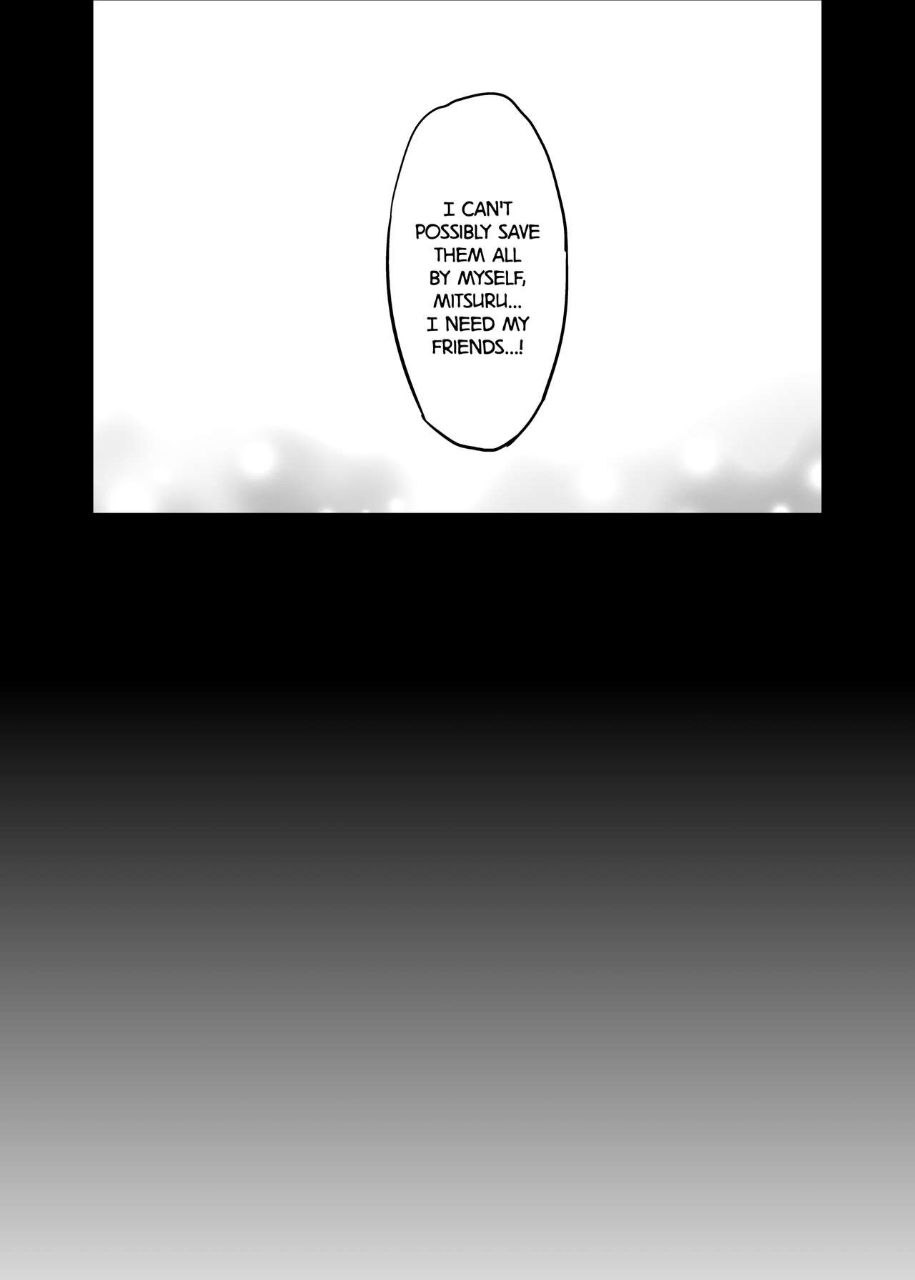 I CAN'T
POSSIBLY SAVE
THEM ALL
BY MYSELF,
MITSURU...
I NEED MY
FRIENDS...!